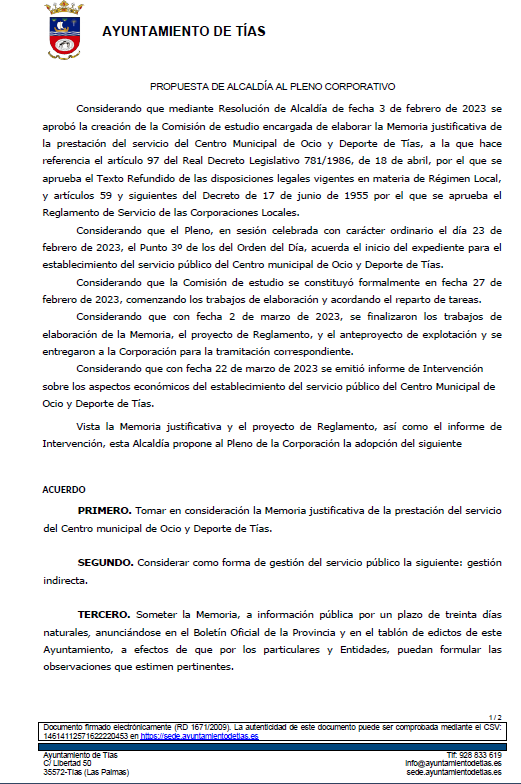 AYUNTAMIENTO DE TÍAS
PROPUESTA DE ALCALDÍA AL PLENO CORPORATIVO
Considerando que mediante Resolución de Alcaldía de fecha 3 de febrero de 2023 se
aprobó la creación de la Comisión de estudio encargada de elaborar la Memoria justificativa de
la prestación del servicio del Centro Municipal de Ocio y Deporte de Tías, a la que hace
referencia el artículo 97 del Real Decreto Legislativo 781/1986, de 18 de abril, por el que se
aprueba el Texto Refundido de las disposiciones legales vigentes en materia de Régimen Local,
y artículos 59 y siguientes del Decreto de 17 de junio de 1955 por el que se aprueba el
Reglamento de Servicio de las Corporaciones Locales.
Considerando que el Pleno, en sesión celebrada con carácter ordinario el día 23 de
febrero de 2023, el Punto 3º de los del Orden del Día, acuerda el inicio del expediente para el
establecimiento del servicio público del Centro municipal de Ocio y Deporte de Tías.
Considerando que la Comisión de estudio se constituyó formalmente en fecha 27 de
febrero de 2023, comenzando los trabajos de elaboración y acordando el reparto de tareas.
Considerando que con fecha 2 de marzo de 2023, se finalizaron los trabajos de
elaboración de la Memoria, el proyecto de Reglamento, y el anteproyecto de explotación y se
entregaron a la Corporación para la tramitación correspondiente.
Considerando que con fecha 22 de marzo de 2023 se emitió informe de Intervención
sobre los aspectos económicos del establecimiento del servicio público del Centro Municipal de
Ocio y Deporte de Tías.
Vista la Memoria justificativa y el proyecto de Reglamento, así como el informe de
Intervención, esta Alcaldía propone al Pleno de la Corporación la adopción del siguiente
ACUERDO
PRIMERO. Tomar en consideración la Memoria justificativa de la prestación del servicio
del Centro municipal de Ocio y Deporte de Tías.
SEGUNDO. Considerar como forma de gestión del servicio público la siguiente: gestión
indirecta.
TERCERO. Someter la Memoria, a información pública por un plazo de treinta días
naturales, anunciándose en el Boletín Oficial de la Provincia y en el tablón de edictos de este
Ayuntamiento, a efectos de que por los particulares y Entidades, puedan formular las
observaciones que estimen pertinentes.
1 / 2
Documento firmado electrónicamente (RD 1671/2009). La autenticidad de este documento puede ser comprobada mediante el CSV:
14614112571622220453 en https://sede.ayuntamientodetias.es
Ayuntamiento de Tías Tlf: 928 833 619
C/ Libertad 50 info@ayuntamientodetias.es
35572-Tías (Las Palmas) sede.ayuntamientodetias.es